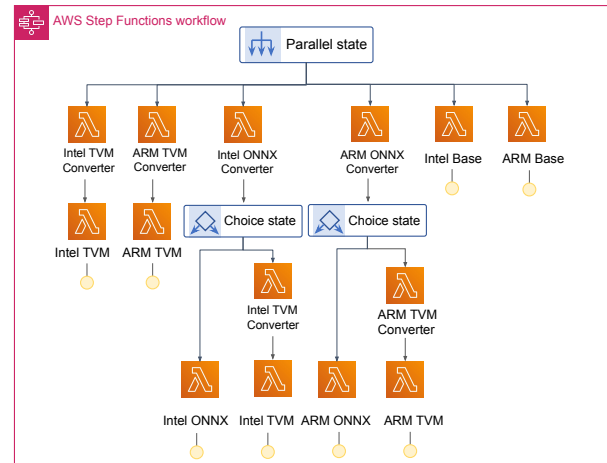 AWS Step Functions workflow
Parallel state
Intel TVM
Converter
ARM TVM
Converter
Intel ONNX
Converter
ARM ONNX
Converter
Intel Base
ARM Base
Choice state
Choice state
Intel TVM
ARM TVM
Intel TVM
Converter
ARM TVM
Converter
Intel ONNX
Intel TVM
ARM ONNX
ARM TVM